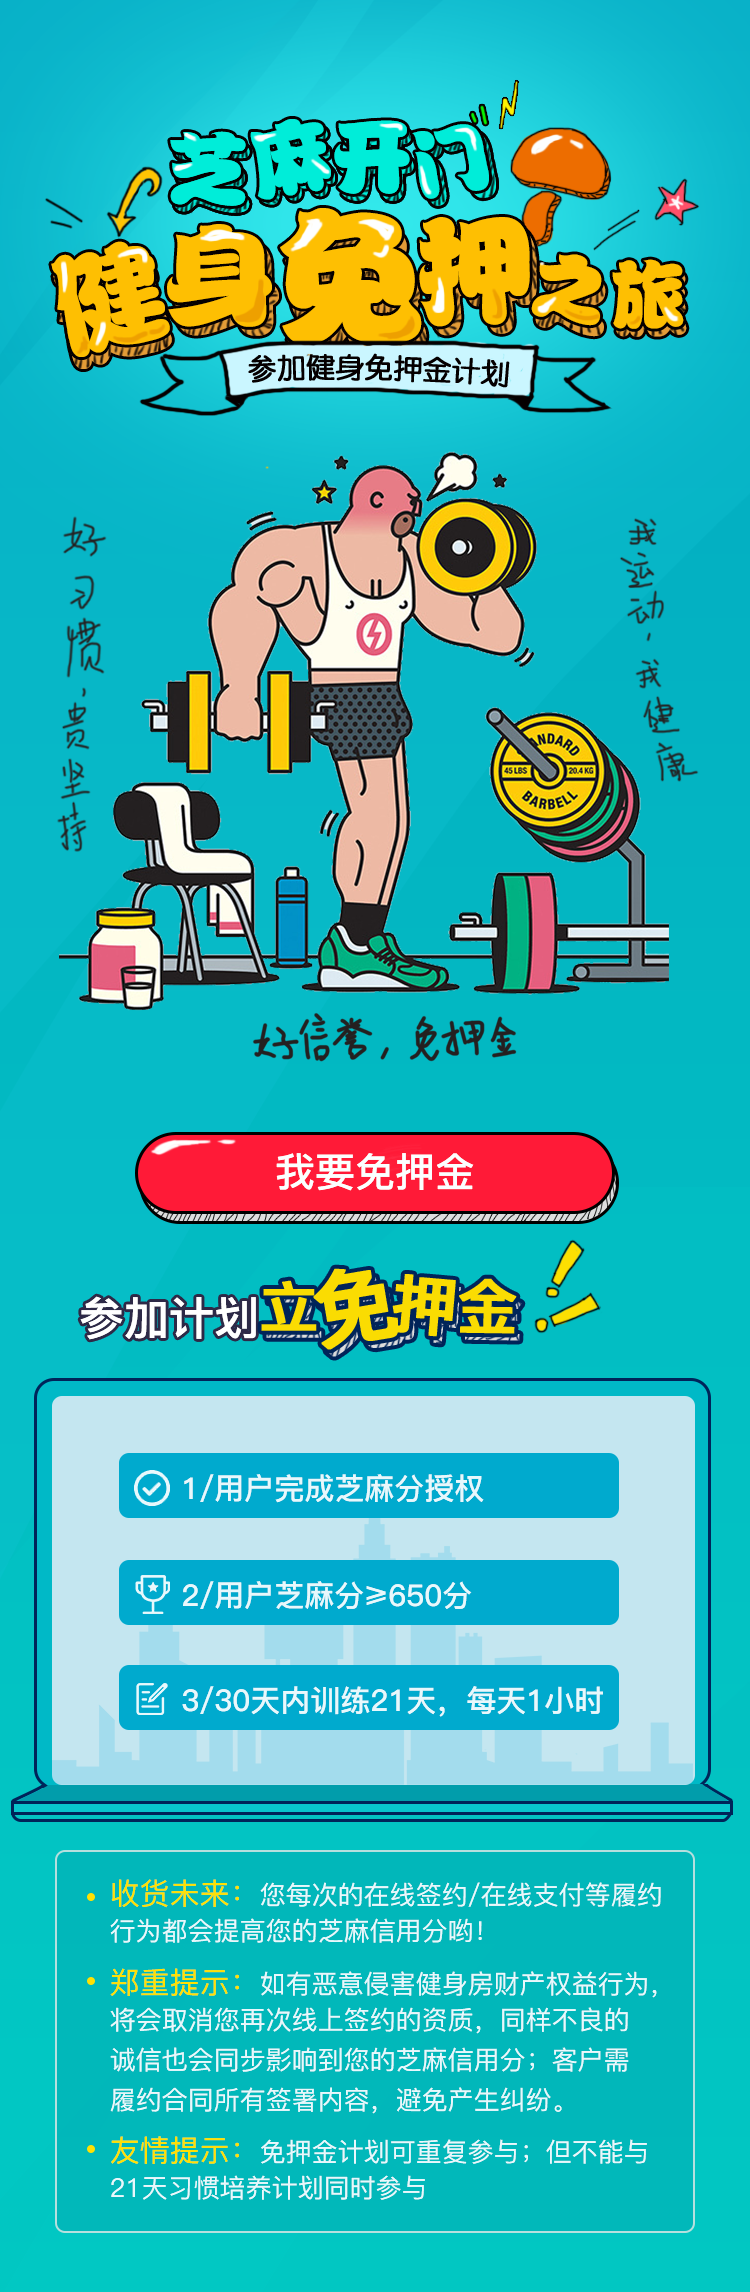 芝麻开门
健身免押之旅
参加健身免押金计划
好习惯，贵坚持
我运动，我健康
ANDARD
45 LBS
20.4 KG
BARBELL
好信誉，免押金
我要免押金
参加计划立免押金!!
1/用户完成芝麻分授权
2/用户芝麻分≥650分
3/30天内训练21天，每天1小时
• 收货未来：您每次的在线签约/在线支付等履约
行为都会提高您的芝麻信用分哟！
• 郑重提示：如有恶意侵害健身房财产权益行为，
将会取消您再次线上签约的资质，同样不良的
诚信也会同步影响到您的芝麻信用分；客户需
履约合同所有签署内容，避免产生纠纷。
• 友情提示：免押金计划可重复参与；但不能与
21天习惯培养计划同时参与